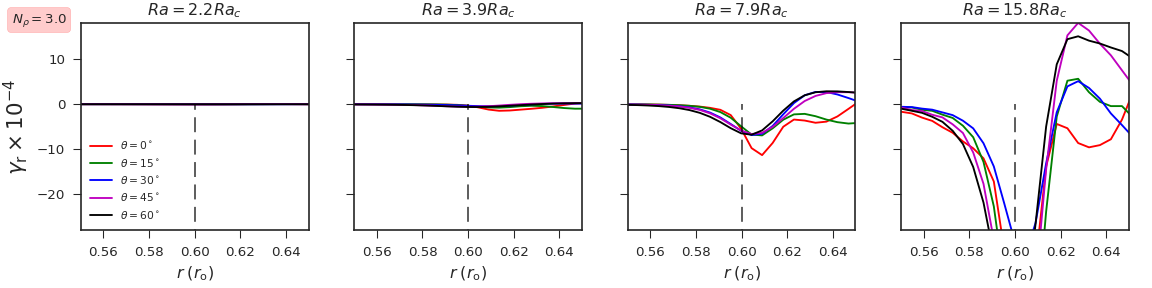 N_ρ = 3.0
Ra = 2.2Ra_c
Ra = 3.9Ra_c
Ra = 7.9Ra_c
Ra = 15.8Ra_c
γ_r × 10⁻⁴
10
0
−10
−20
θ = 0°
θ = 15°
θ = 30°
θ = 45°
θ = 60°
0.56 0.58 0.60 0.62 0.64
0.56 0.58 0.60 0.62 0.64
0.56 0.58 0.60 0.62 0.64
0.56 0.58 0.60 0.62 0.64
r (r_o)
r (r_o)
r (r_o)
r (r_o)